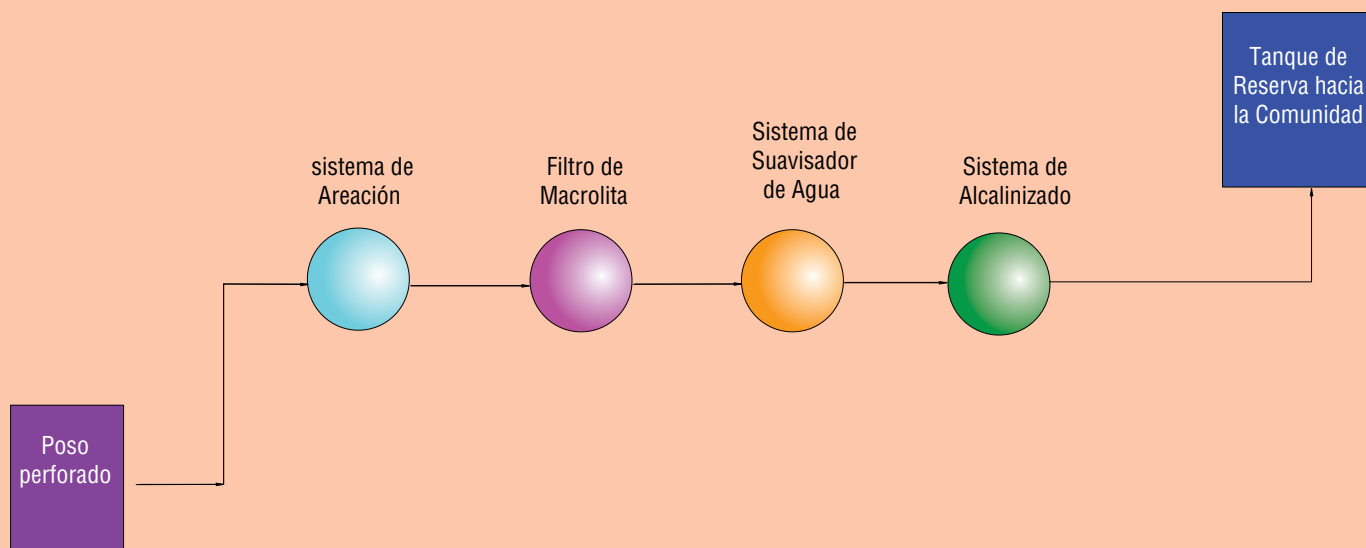 Poso
perforado
sistema de
Areación
Filtro de
Macrolita
Sistema de
Suavisador
de Agua
Sistema de
Alcalinizado
Tanque de
Reserva hacia
la Comunidad